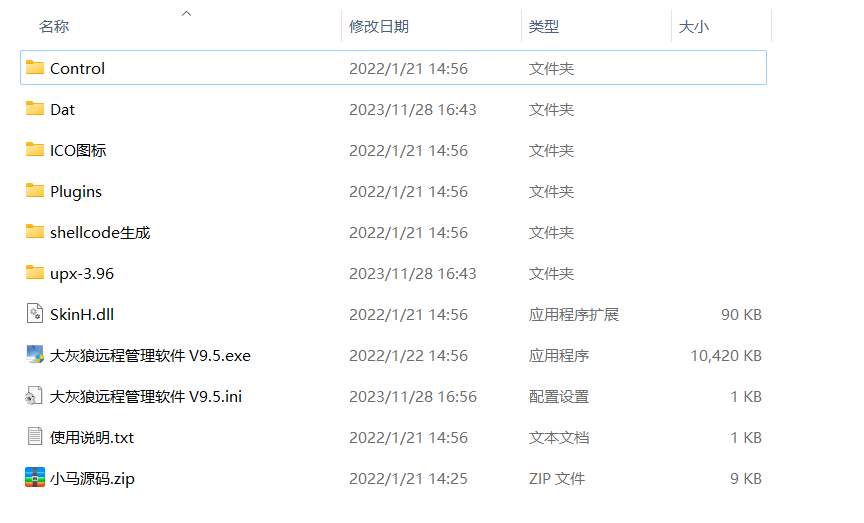 名称 修改日期 类型 大小
Control 2022/1/21 14:56 文件夹
Dat 2023/11/28 16:43 文件夹
ICO图标 2022/1/21 14:56 文件夹
Plugins 2022/1/21 14:56 文件夹
shellcode生成 2022/1/21 14:56 文件夹
upx-3.96 2023/11/28 16:43 文件夹
SkinH.dll 2022/1/21 14:56 应用程序扩展 90 KB
大灰狼远程管理软件 V9.5.exe 2022/1/22 14:56 应用程序 10,420 KB
大灰狼远程管理软件 V9.5.ini 2023/11/28 16:56 配置设置 1 KB
使用说明.txt 2022/1/21 14:56 文本文档 1 KB
小马源码.zip 2022/1/21 14:25 ZIP 文件 9 KB